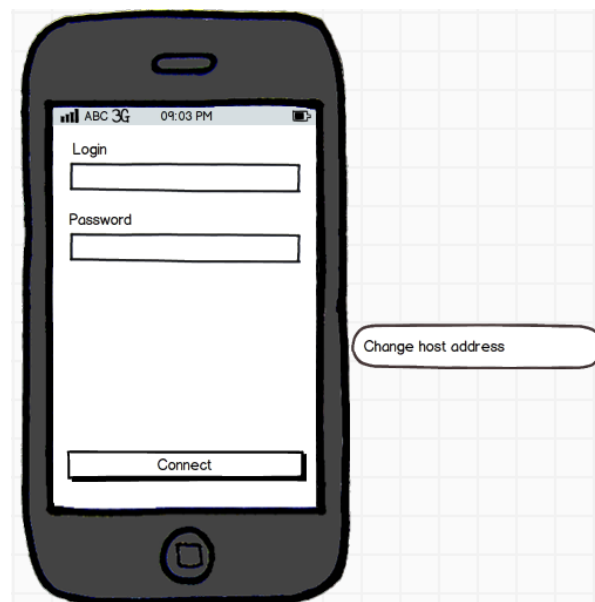 ABC 3G 09:03 PM
Login
Password
Change host address
Connect